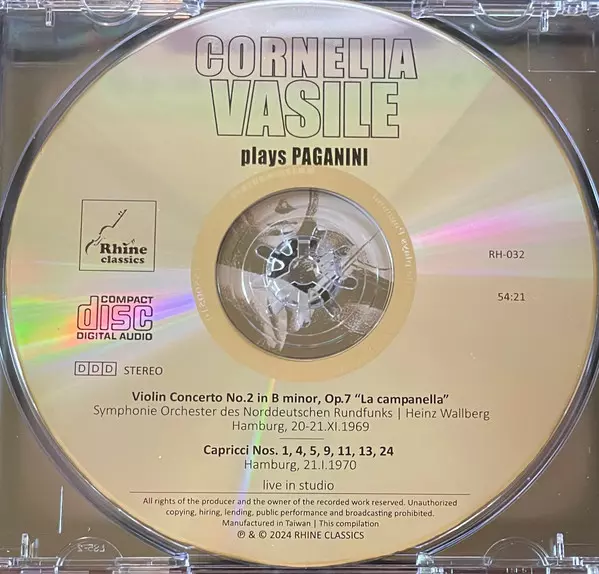 CORNELIA
VASILE
plays PAGANINI
Rhine
classics
RH-032
COMPACT
disc
DIGITAL AUDIO
54:21
DDD STEREO
Violin Concerto No.2 in B minor, Op.7 “La campanella”
Symphonie Orchester des Norddeutschen Rundfunks | Heinz Wallberg
Hamburg, 20-21.XI.1969
Capricci Nos. 1, 4, 5, 9, 11, 13, 24
Hamburg, 21.I.1970
live in studio
All rights of the producer and the owner of the recorded work reserved. Unauthorized
copying, hiring, lending, public performance and broadcasting prohibited.
Manufactured in Taiwan | This compilation
℗ & © 2024 RHINE CLASSICS